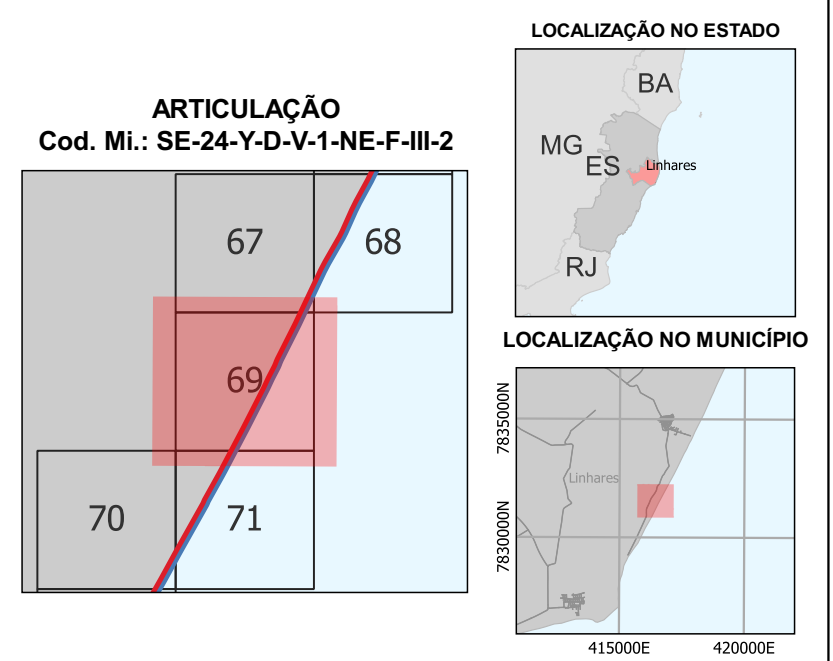 ARTICULAÇÃO
Cod. Mi.: SE-24-Y-D-V-1-NE-F-III-2
67
68
69
70
71
LOCALIZAÇÃO NO ESTADO
BA
MG
ES
Linhares
RJ
LOCALIZAÇÃO NO MUNICÍPIO
7835000N
Linhares
7830000N
415000E
420000E